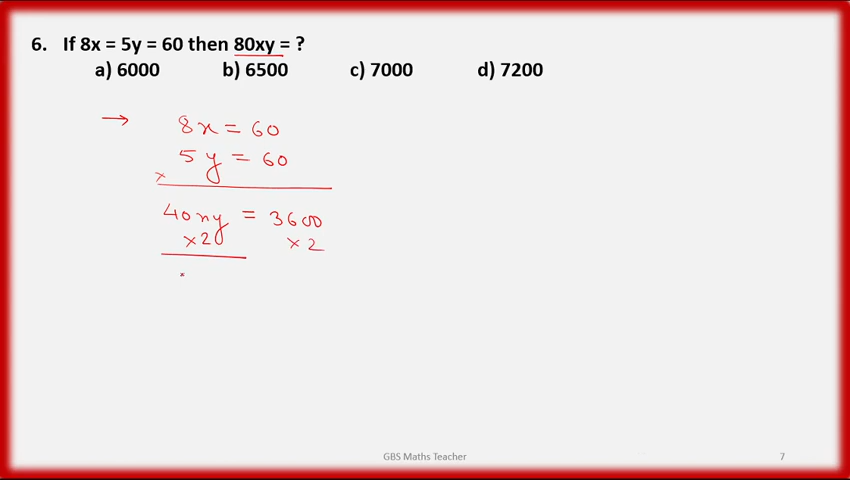 6. If 8x = 5y = 60 then 80xy = ?
a) 6000 b) 6500 c) 7000 d) 7200
→ 8x = 60
5y = 60
×
40xy = 3600
×2 ×2
GBS Maths Teacher 7